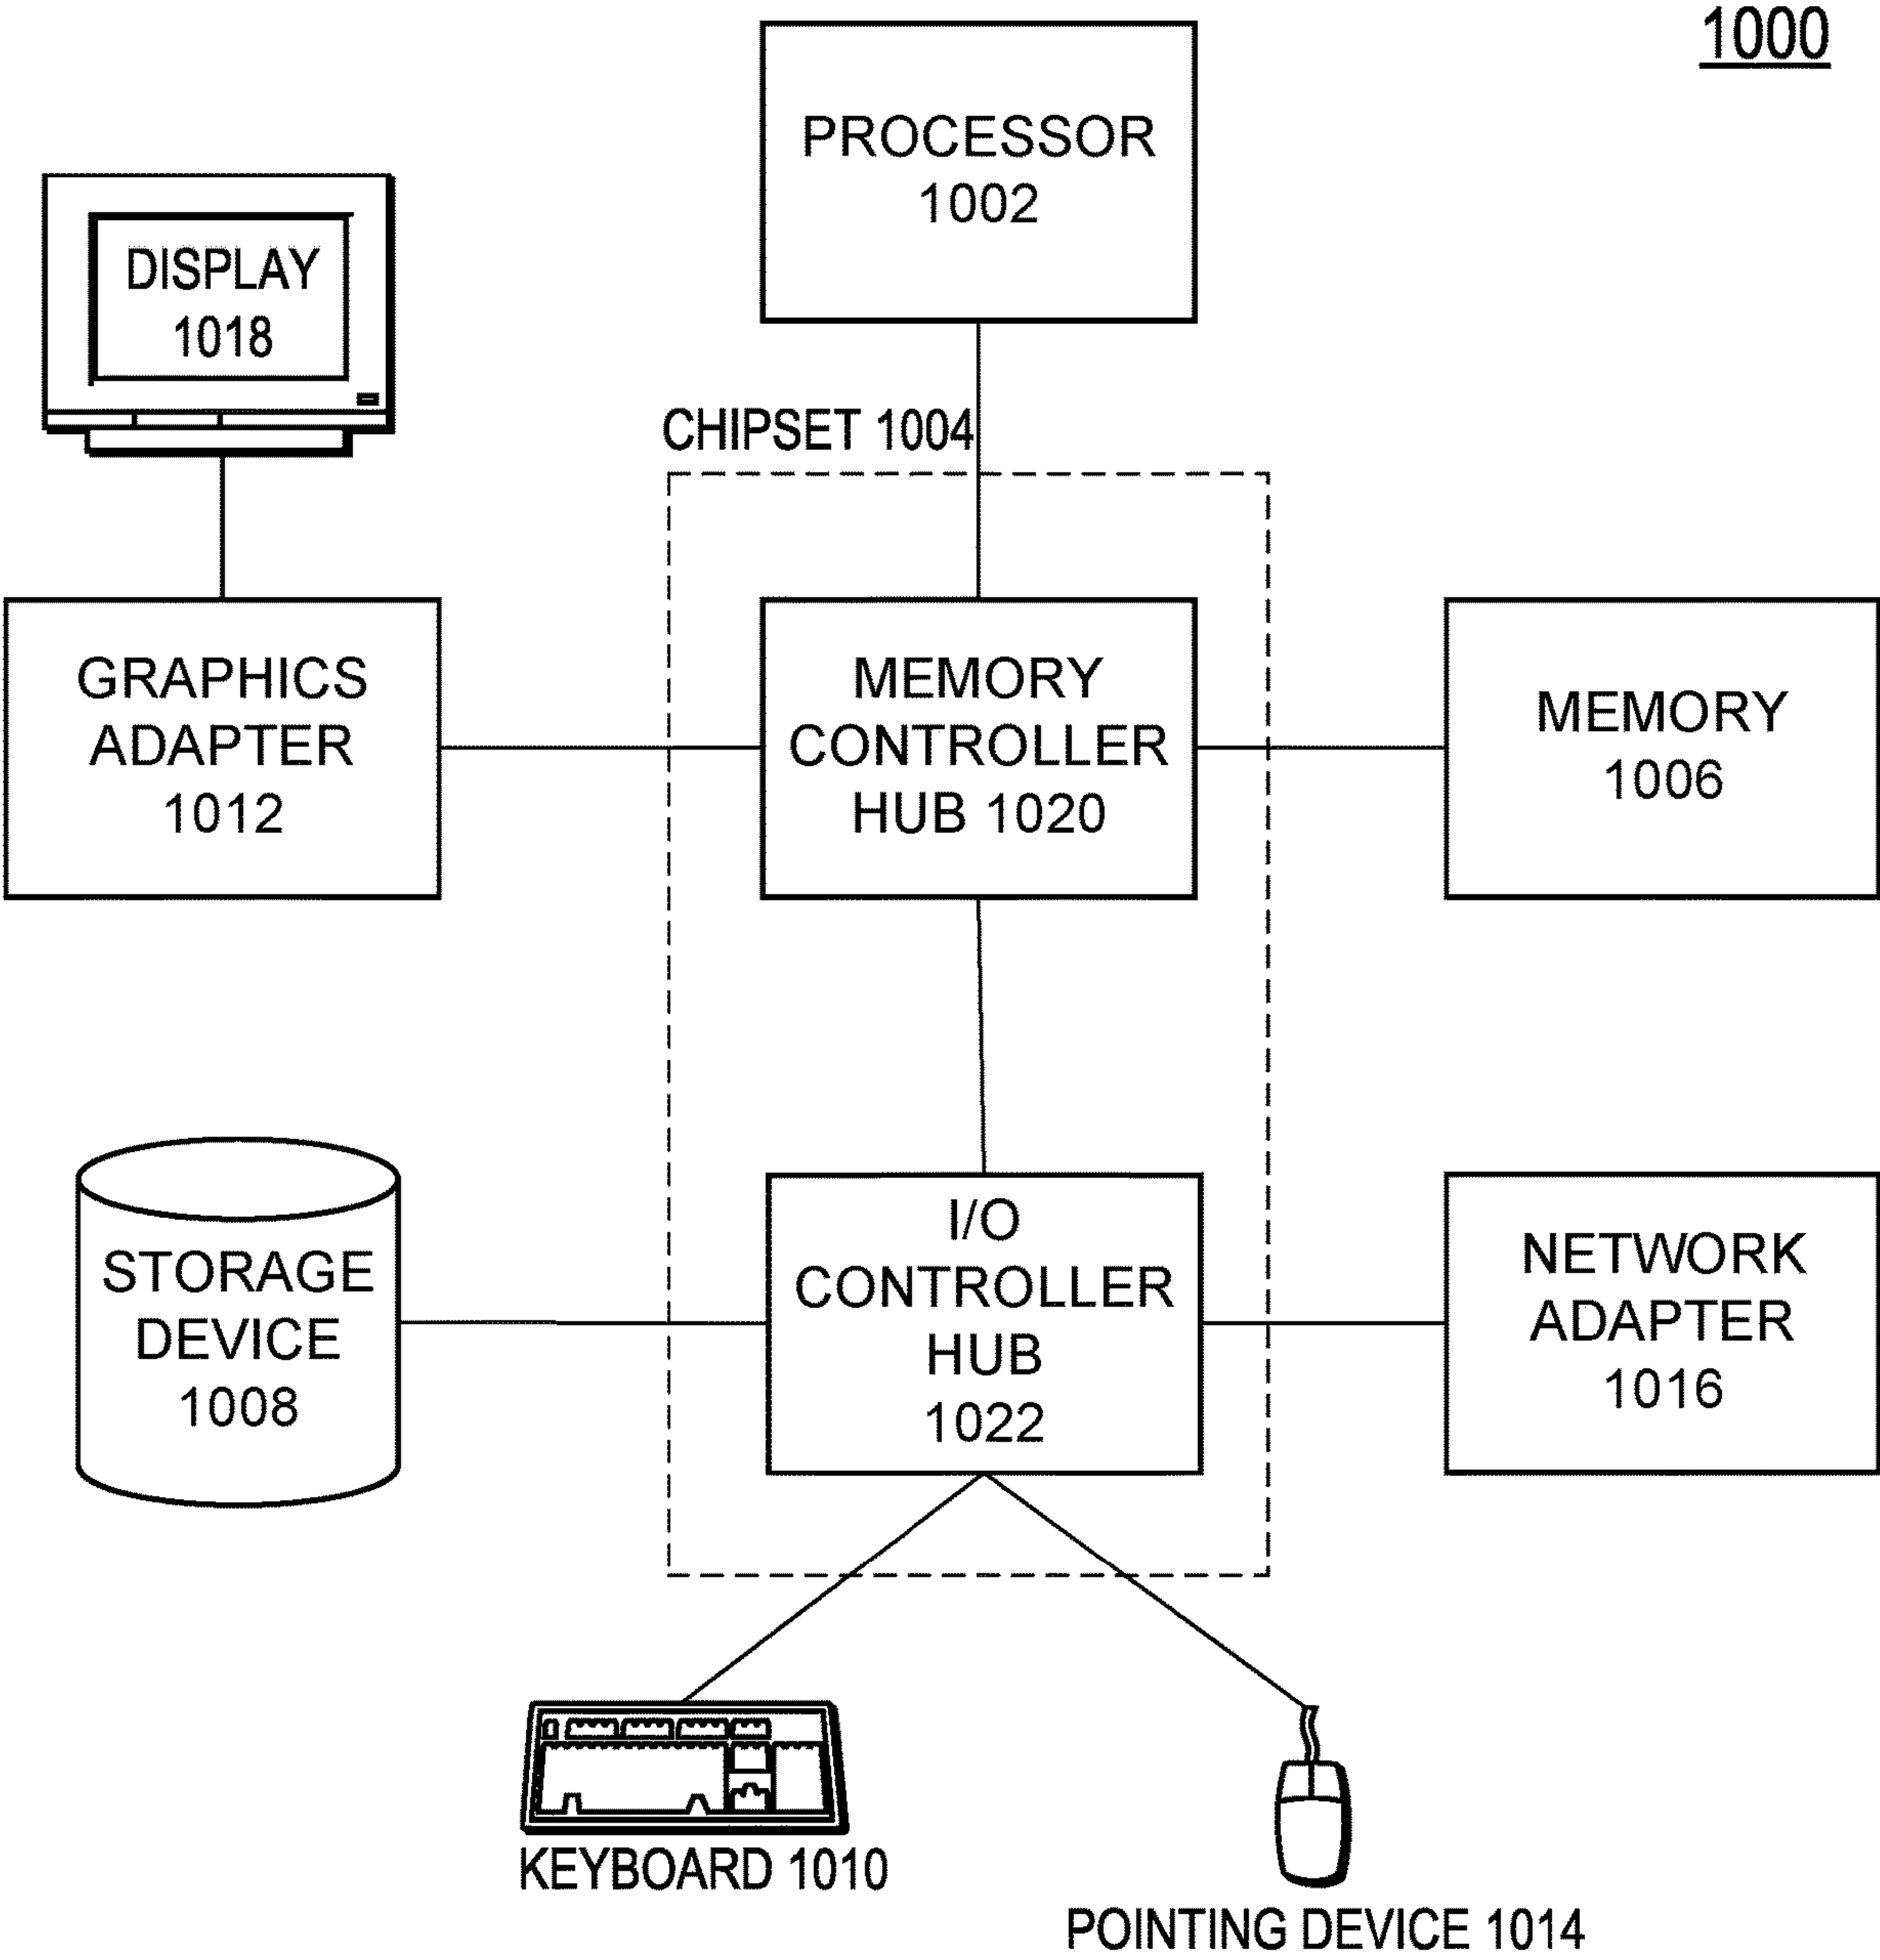 1000
PROCESSOR
1002
DISPLAY
1018
CHIPSET 1004
GRAPHICS
ADAPTER
1012
MEMORY
CONTROLLER
HUB 1020
MEMORY
1006
STORAGE
DEVICE
1008
I/O
CONTROLLER
HUB
1022
NETWORK
ADAPTER
1016
KEYBOARD 1010
POINTING DEVICE 1014